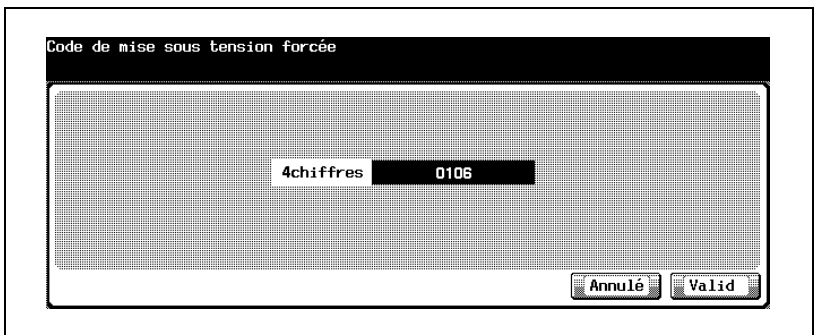 Code de mise sous tension forcée
4chiffres 0106
Annulé Valid